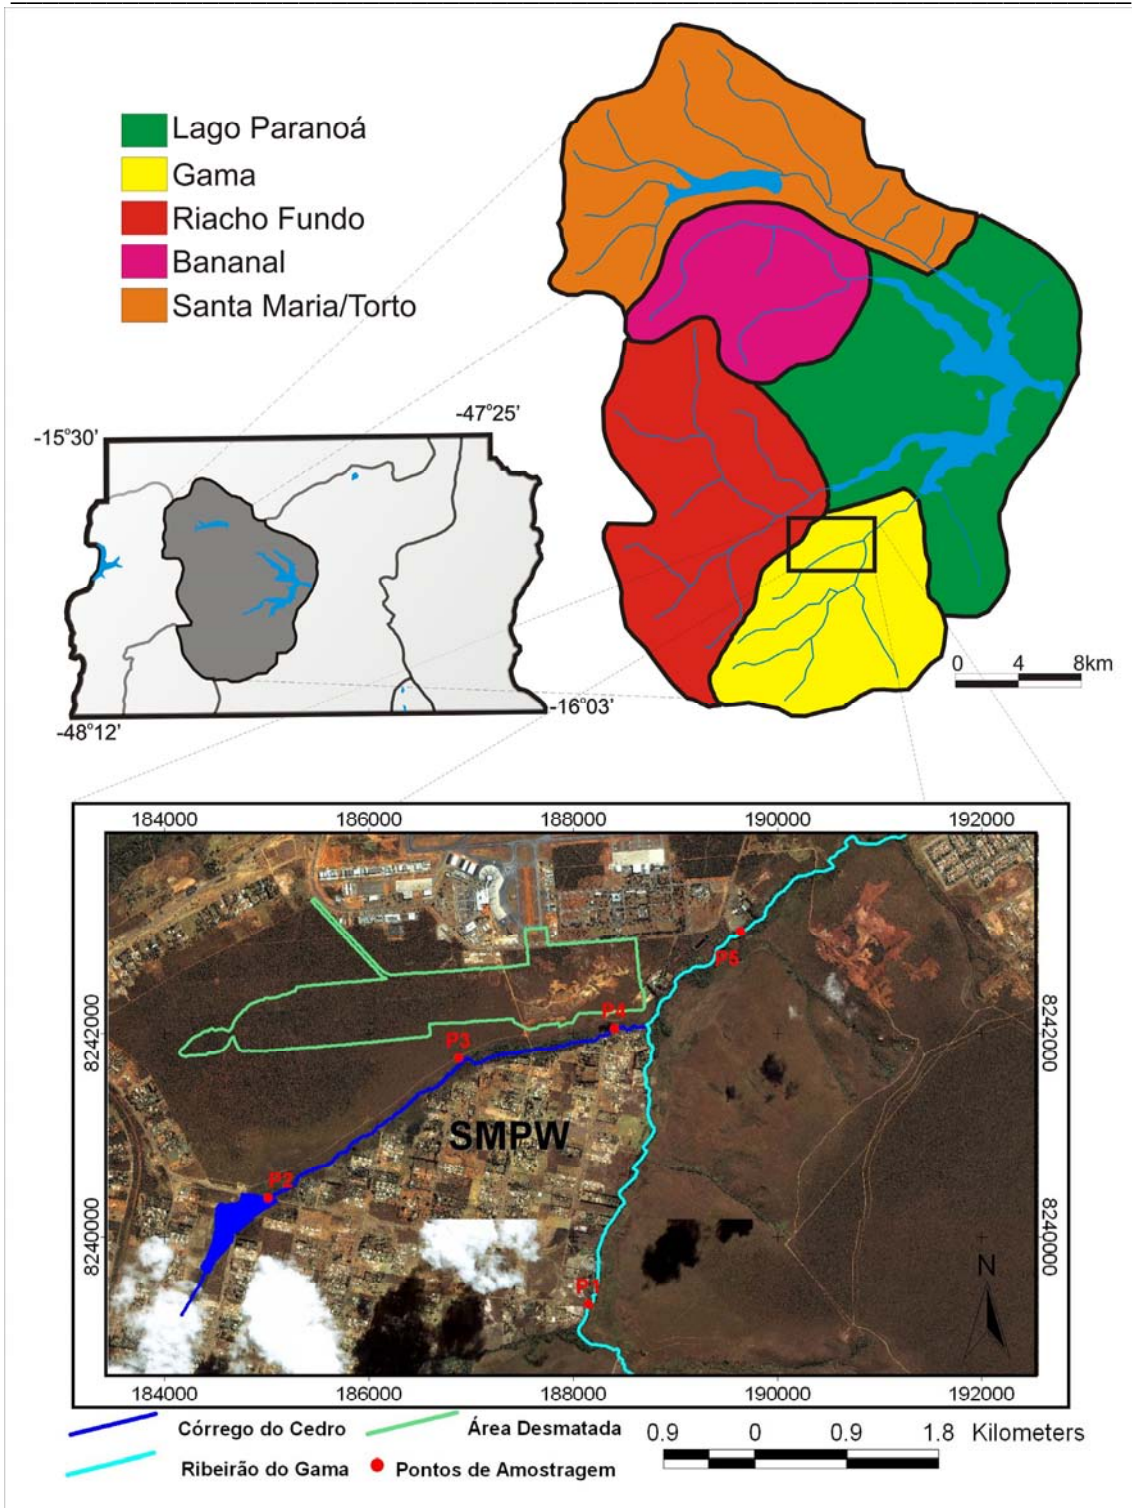 Lago Paranoá
Gama
Riacho Fundo
Bananal
Santa Maria/Torto
-47°25'
-15°30'
0 4 8km
-16°03'
-48°12'
184000 186000 188000 190000 192000
P5
8242000
P4
8242000
P3
SMPW
P2
8240000
8240000
N
P1
184000 186000 188000 190000 192000
Córrego do Cedro
Área Desmatada
0.9 0 0.9 1.8 Kilometers
Ribeirão do Gama
Pontos de Amostragem